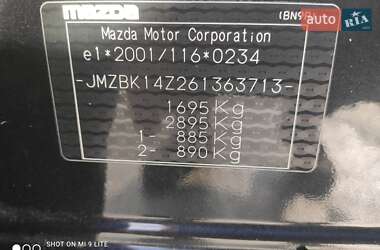 mazda
auto RIA
Mazda Motor Corporation
e1*2001/116*0234
-JMZBK14Z261363713-
1695 Kg
2895 Kg
1- 885 Kg
2- 890 Kg
SHOT ON MI 9 LITE